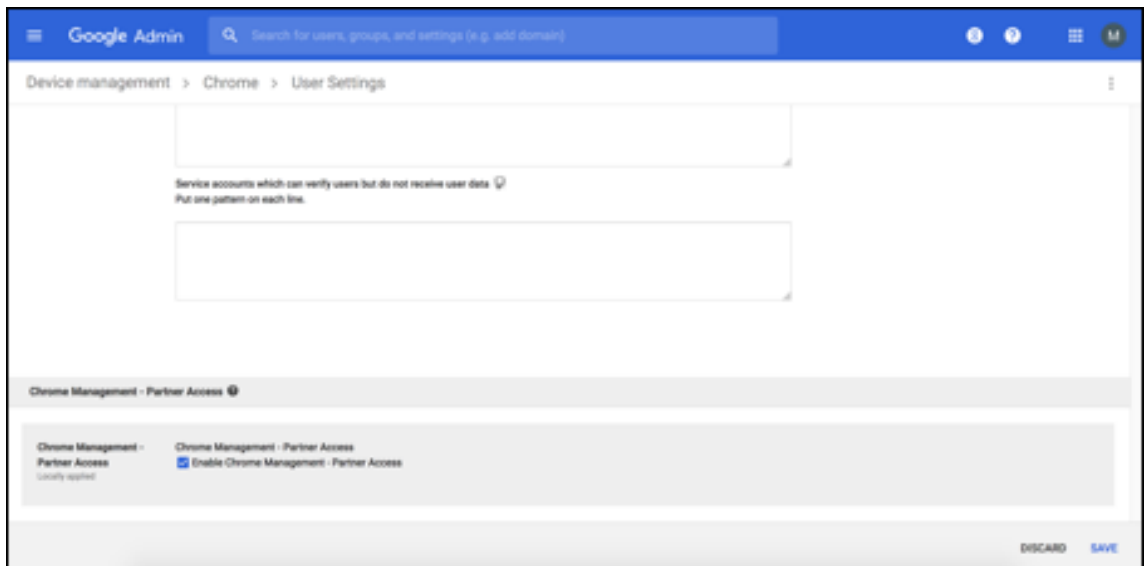 Google Admin
Search for users, groups, and settings (e.g. add domain)
M
Device management > Chrome > User Settings
Service accounts which can verify users but do not receive user data
Put one pattern on each line.
Chrome Management - Partner Access
Chrome Management - Partner Access
Locally applied
Chrome Management - Partner Access
Enable Chrome Management - Partner Access
DISCARD SAVE